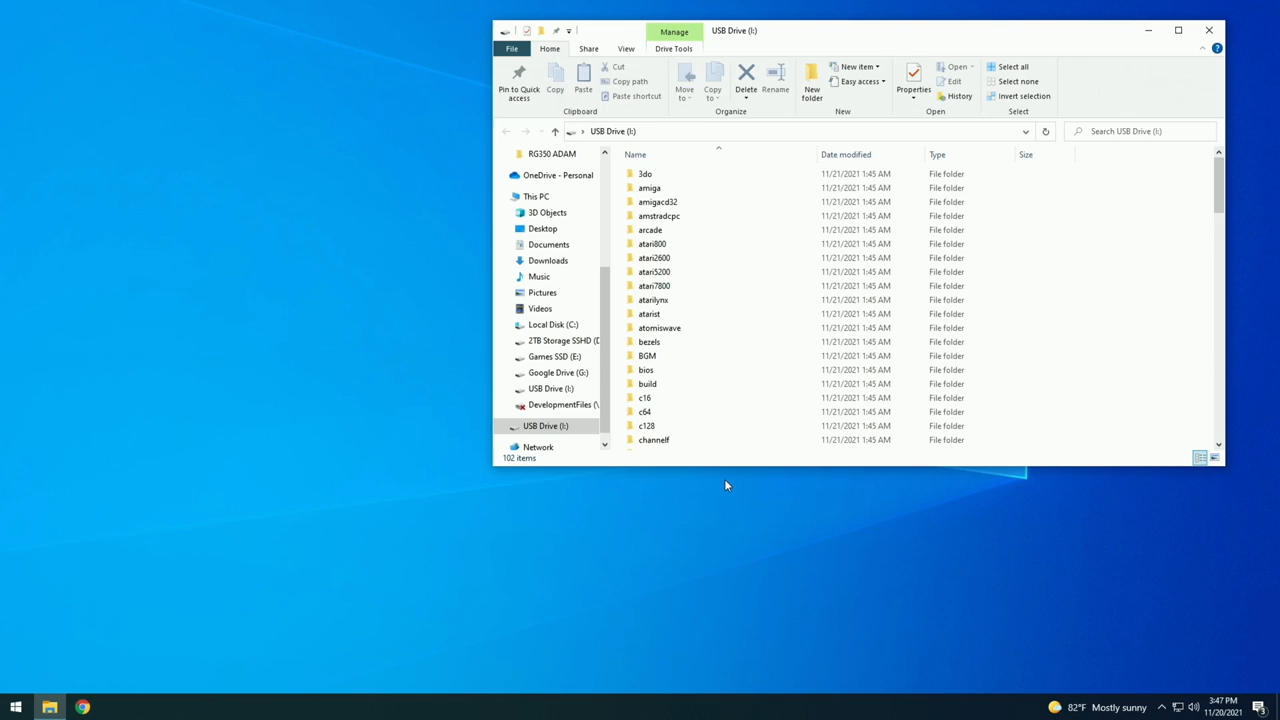 Manage
USB Drive (I:)
File
Home
Share
View
Drive Tools
Pin to Quick access
Copy
Paste
Cut
Copy path
Paste shortcut
Clipboard
Move to
Copy to
Delete
Rename
Organize
New folder
New item
Easy access
New
Properties
Open
Edit
History
Open
Select all
Select none
Invert selection
Select
USB Drive (I:)
Search USB Drive (I:)
RG350 ADAM
OneDrive - Personal
This PC
3D Objects
Desktop
Documents
Downloads
Music
Pictures
Videos
Local Disk (C:)
2TB Storage SSHD (D
Games SSD (E:)
Google Drive (G:)
USB Drive (I:)
DevelopmentFiles (\
USB Drive (I:)
Network
Name Date modified Type Size
3do 11/21/2021 1:45 AM File folder
amiga 11/21/2021 1:45 AM File folder
amigacd32 11/21/2021 1:45 AM File folder
amstradcpc 11/21/2021 1:45 AM File folder
arcade 11/21/2021 1:45 AM File folder
atari800 11/21/2021 1:45 AM File folder
atari2600 11/21/2021 1:45 AM File folder
atari5200 11/21/2021 1:45 AM File folder
atari7800 11/21/2021 1:45 AM File folder
atarilynx 11/21/2021 1:45 AM File folder
atarist 11/21/2021 1:45 AM File folder
atomiswave 11/21/2021 1:45 AM File folder
bezels 11/21/2021 1:45 AM File folder
BGM 11/21/2021 1:45 AM File folder
bios 11/21/2021 1:45 AM File folder
build 11/21/2021 1:45 AM File folder
c16 11/21/2021 1:45 AM File folder
c64 11/21/2021 1:45 AM File folder
c128 11/21/2021 1:45 AM File folder
channelf 11/21/2021 1:45 AM File folder
102 items
82°F Mostly sunny
3:47 PM
11/20/2021
3